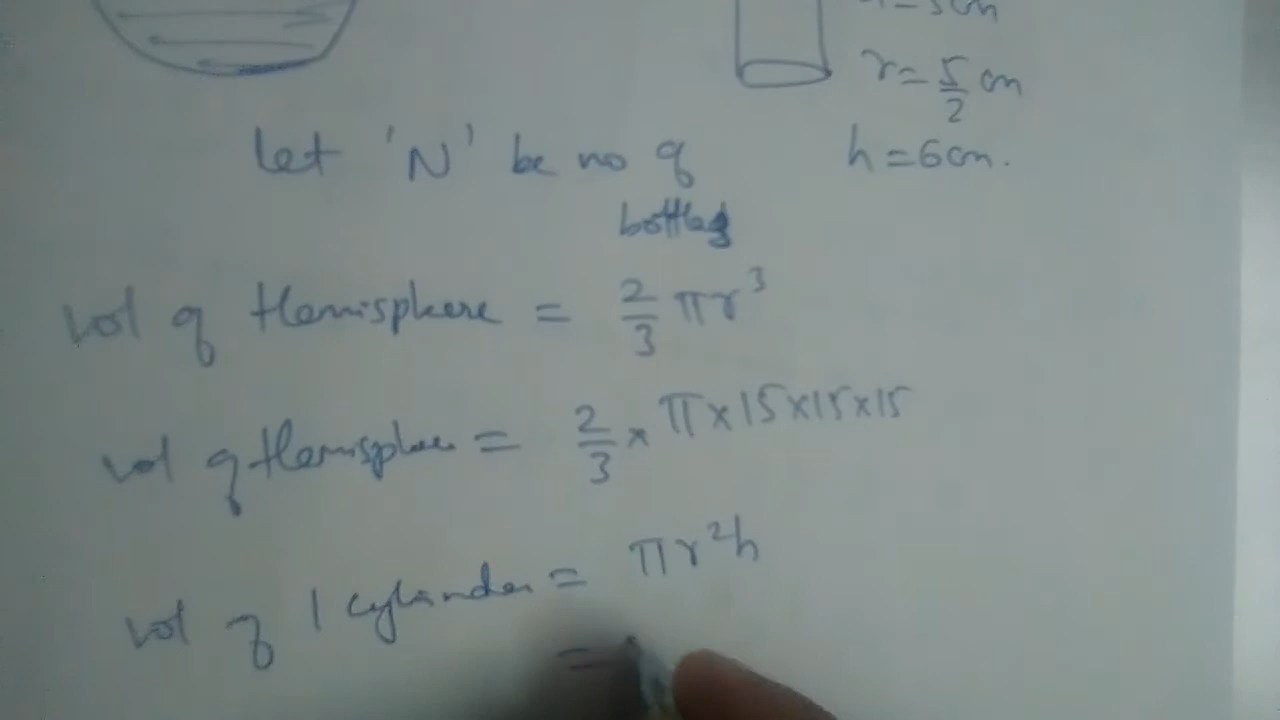 = 5cm
r = 5/2 cm
Let 'N' be no of h = 6cm.
bottles
vol of Hemisphere = 2/3 πr³
vol of Hemisphere = 2/3 × π×15×15×15
vol of 1 cylinder = πr²h
=